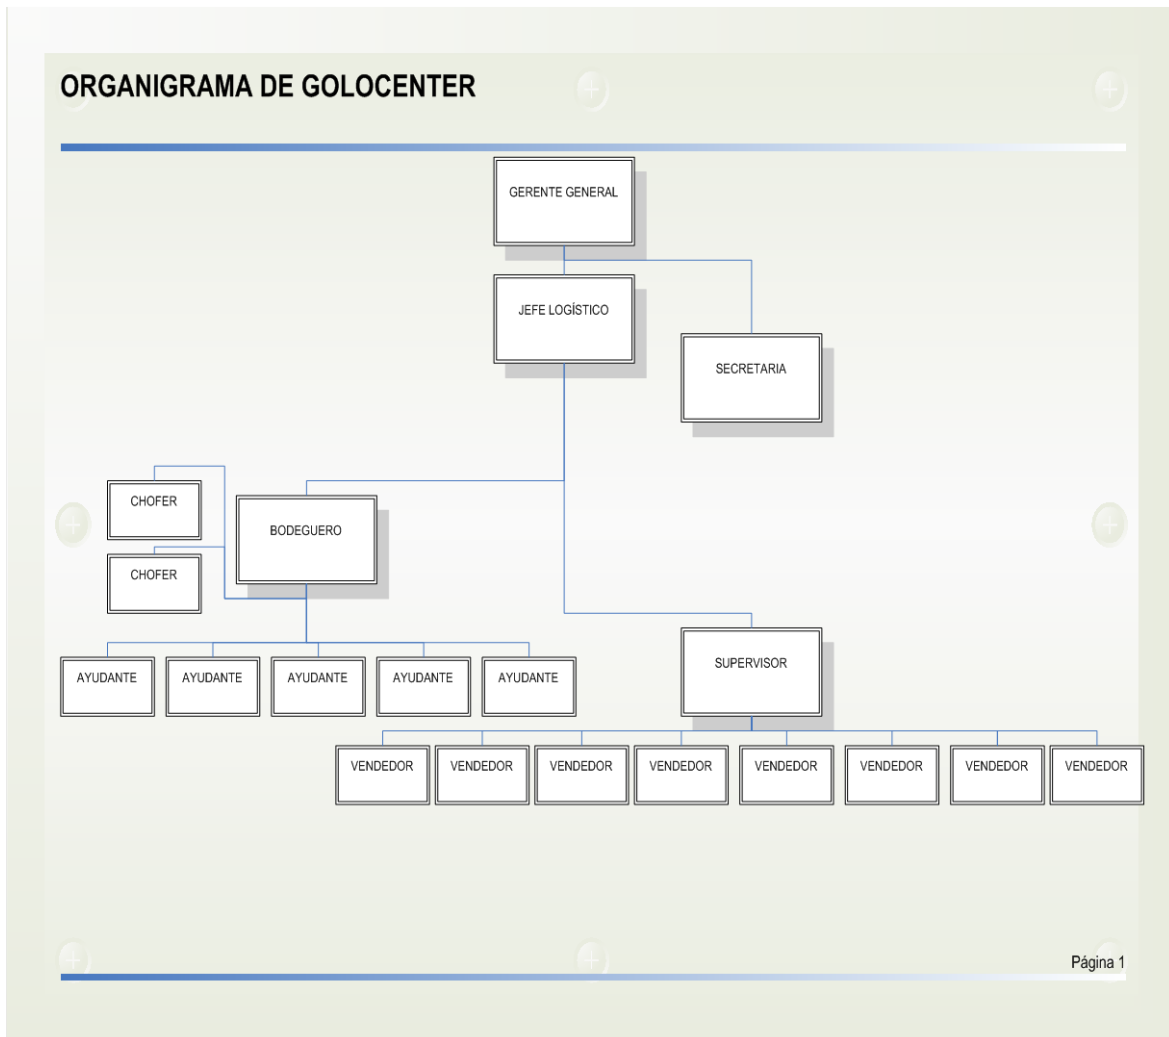 ORGANIGRAMA DE GOLOCENTER
GERENTE GENERAL
JEFE LOGÍSTICO
SECRETARIA
CHOFER
BODEGUERO
CHOFER
SUPERVISOR
AYUDANTE
AYUDANTE
AYUDANTE
AYUDANTE
AYUDANTE
VENDEDOR
VENDEDOR
VENDEDOR
VENDEDOR
VENDEDOR
VENDEDOR
VENDEDOR
VENDEDOR
Página 1